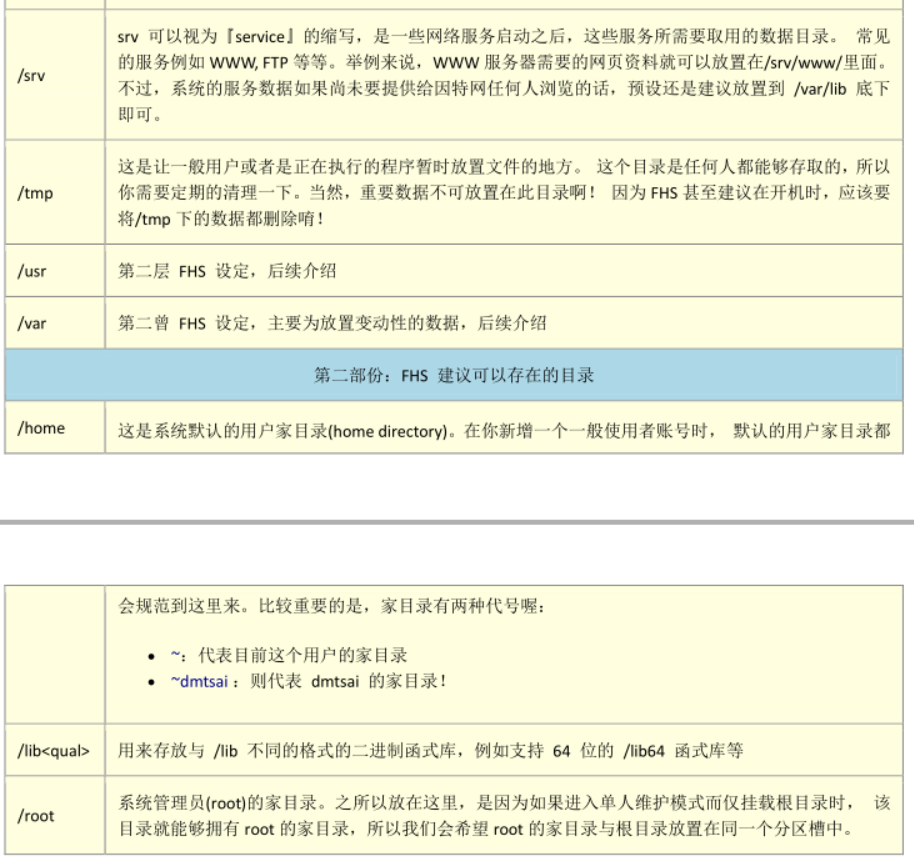 srv 可以视为『service』的缩写，是一些网络服务启动之后，这些服务所需要取用的数据目录。 常见
/srv
的服务例如 WWW, FTP 等等。举例来说，WWW 服务器需要的网页资料就可以放置在/srv/www/里面。
不过，系统的服务数据如果尚未要提供给因特网任何人浏览的话，预设还是建议放置到 /var/lib 底下
即可。
这是让一般用户或者是正在执行的程序暂时放置文件的地方。 这个目录是任何人都能够存取的，所以
/tmp
你需要定期的清理一下。当然，重要数据不可放置在此目录啊！ 因为 FHS 甚至建议在开机时，应该要
将/tmp 下的数据都删除唷！
/usr 第二层 FHS 设定，后续介绍
/var 第二曾 FHS 设定，主要为放置变动性的数据，后续介绍
第二部份：FHS 建议可以存在的目录
/home 这是系统默认的用户家目录(home directory)。在你新增一个一般使用者账号时， 默认的用户家目录都
会规范到这里来。比较重要的是，家目录有两种代号喔：
• ~：代表目前这个用户的家目录
• ~dmtsai ：则代表 dmtsai 的家目录！
/lib<qual> 用来存放与 /lib 不同的格式的二进制函式库，例如支持 64 位的 /lib64 函式库等
系统管理员(root)的家目录。之所以放在这里，是因为如果进入单人维护模式而仅挂载根目录时， 该
/root
目录就能够拥有 root 的家目录，所以我们会希望 root 的家目录与根目录放置在同一个分区槽中。